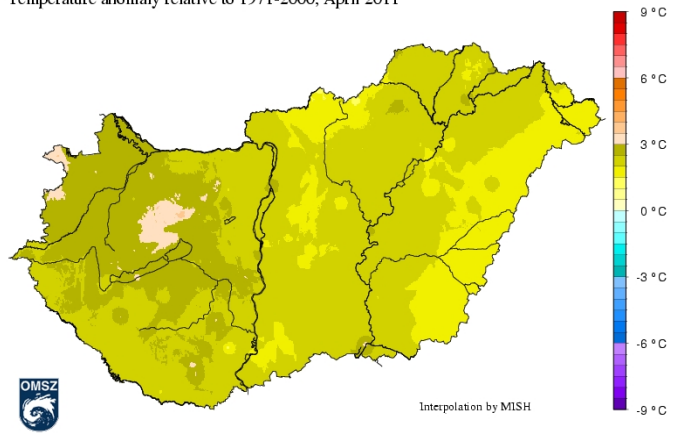 Temperature anomaly relative to 1971-2000, April 2011
9 °C
6 °C
3 °C
0 °C
-3 °C
-6 °C
-9 °C
OMSZ
Interpolation by MISH